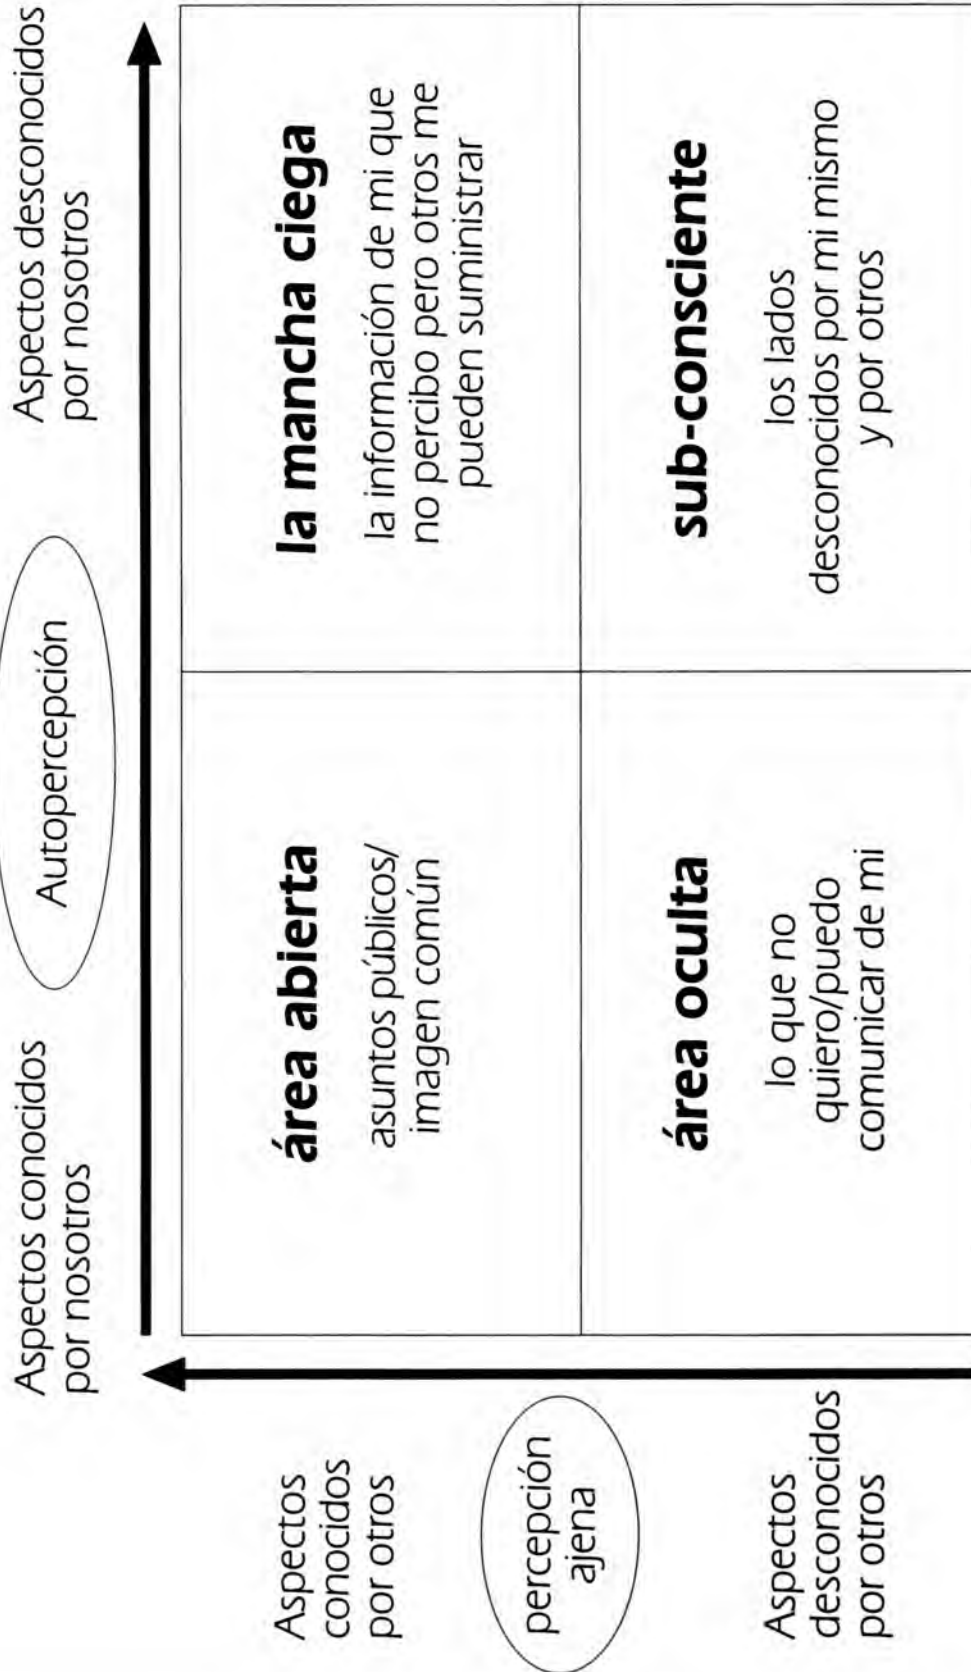 Aspectos conocidos
por nosotros
Autopercepción
Aspectos desconocidos
por nosotros
Aspectos
conocidos
por otros
área abierta
asuntos públicos/
imagen común
la mancha ciega
la información de mi que
no percibo pero otros me
pueden suministrar
percepción
ajena
Aspectos
desconocidos
por otros
área oculta
lo que no
quiero/puedo
comunicar de mi
sub-consciente
los lados
desconocidos por mi mismo
y por otros